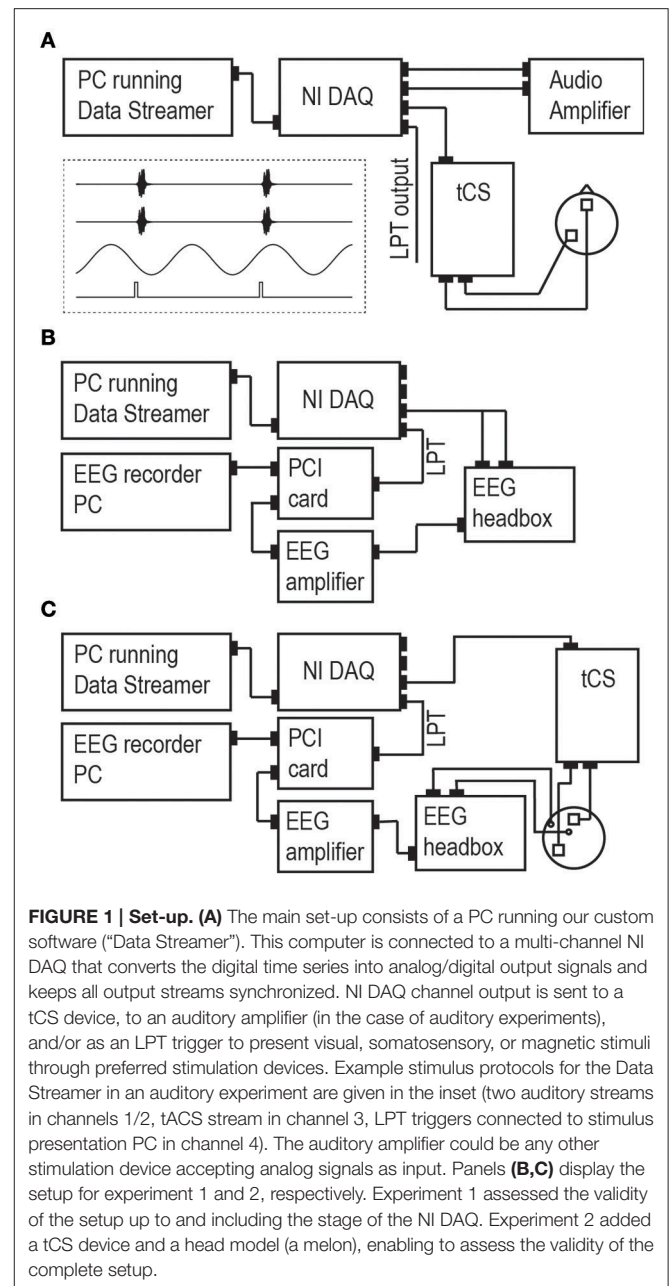 A
PC running
Data Streamer
NI DAQ
Audio
Amplifier
LPT output
tCS
B
PC running
Data Streamer
NI DAQ
EEG recorder
PC
PCI
card
LPT
EEG
headbox
EEG
amplifier
C
PC running
Data Streamer
NI DAQ
tCS
EEG recorder
PC
PCI
card
LPT
EEG
amplifier
EEG
headbox
FIGURE 1 | Set-up. (A) The main set-up consists of a PC running our custom
software (“Data Streamer”). This computer is connected to a multi-channel NI
DAQ that converts the digital time series into analog/digital output signals and
keeps all output streams synchronized. NI DAQ channel output is sent to a
tCS device, to an auditory amplifier (in the case of auditory experiments),
and/or as an LPT trigger to present visual, somatosensory, or magnetic stimuli
through preferred stimulation devices. Example stimulus protocols for the Data
Streamer in an auditory experiment are given in the inset (two auditory streams
in channels 1/2, tACS stream in channel 3, LPT triggers connected to stimulus
presentation PC in channel 4). The auditory amplifier could be any other
stimulation device accepting analog signals as input. Panels (B,C) display the
setup for experiment 1 and 2, respectively. Experiment 1 assessed the validity
of the setup up to and including the stage of the NI DAQ. Experiment 2 added
a tCS device and a head model (a melon), enabling to assess the validity of the
complete setup.